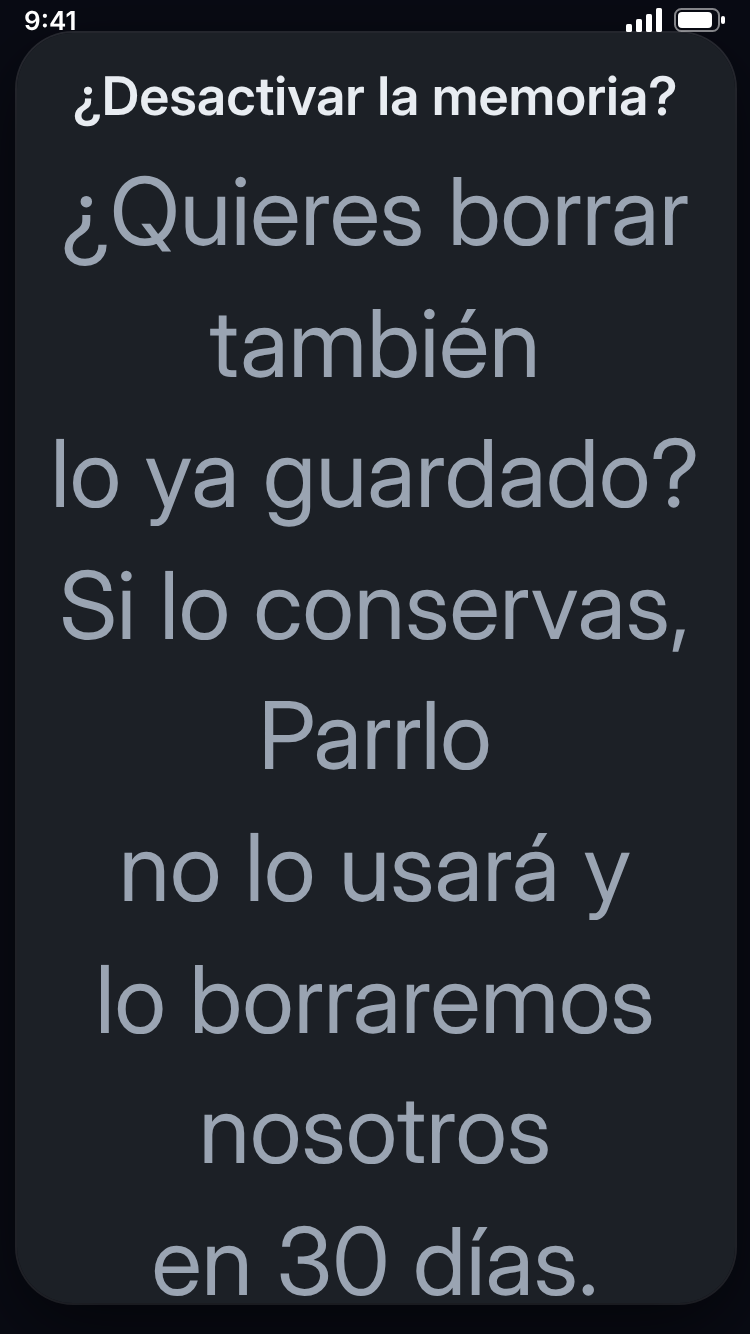 9:41
¿Desactivar la memoria?
¿Quieres borrar
también
lo ya guardado?
Si lo conservas,
Parrlo
no lo usará y
lo borraremos
nosotros
en 30 días.